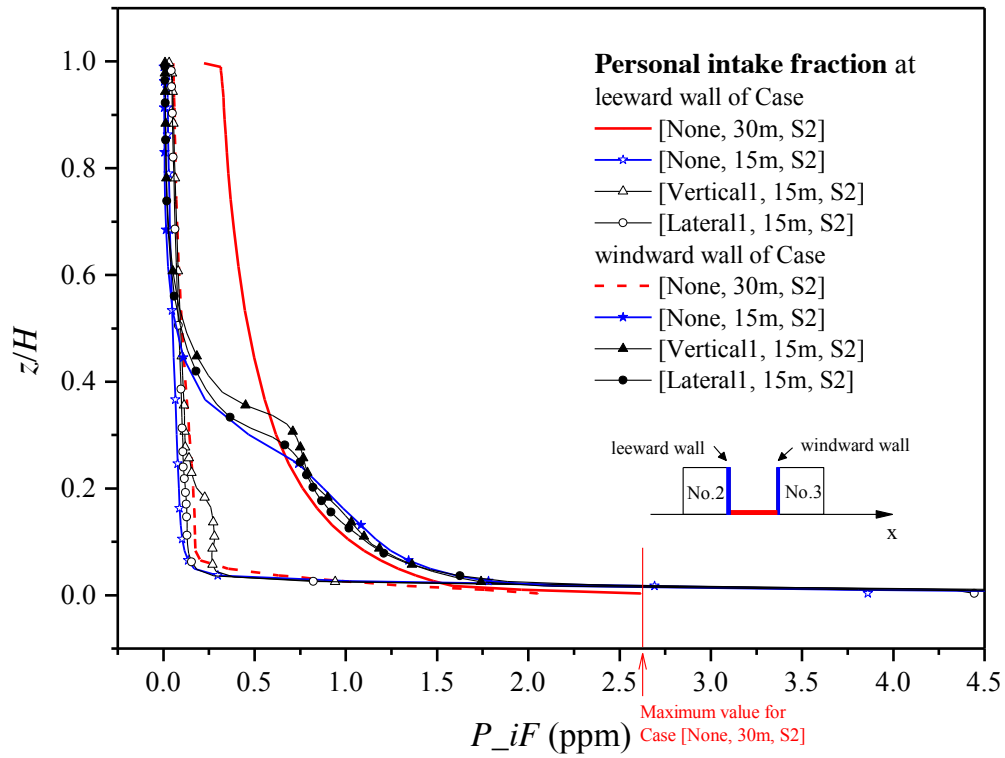 Personal intake fraction at
leeward wall of Case
[None, 30m, S2]
[None, 15m, S2]
[Vertical1, 15m, S2]
[Lateral1, 15m, S2]
windward wall of Case
[None, 30m, S2]
[None, 15m, S2]
[Vertical1, 15m, S2]
[Lateral1, 15m, S2]
leeward wall
windward wall
No.2
No.3
x
z/H
1.0
0.8
0.6
0.4
0.2
0.0
0.0 0.5 1.0 1.5 2.0 2.5 3.0 3.5 4.0 4.5
P_iF (ppm)
Maximum value for
Case [None, 30m, S2]